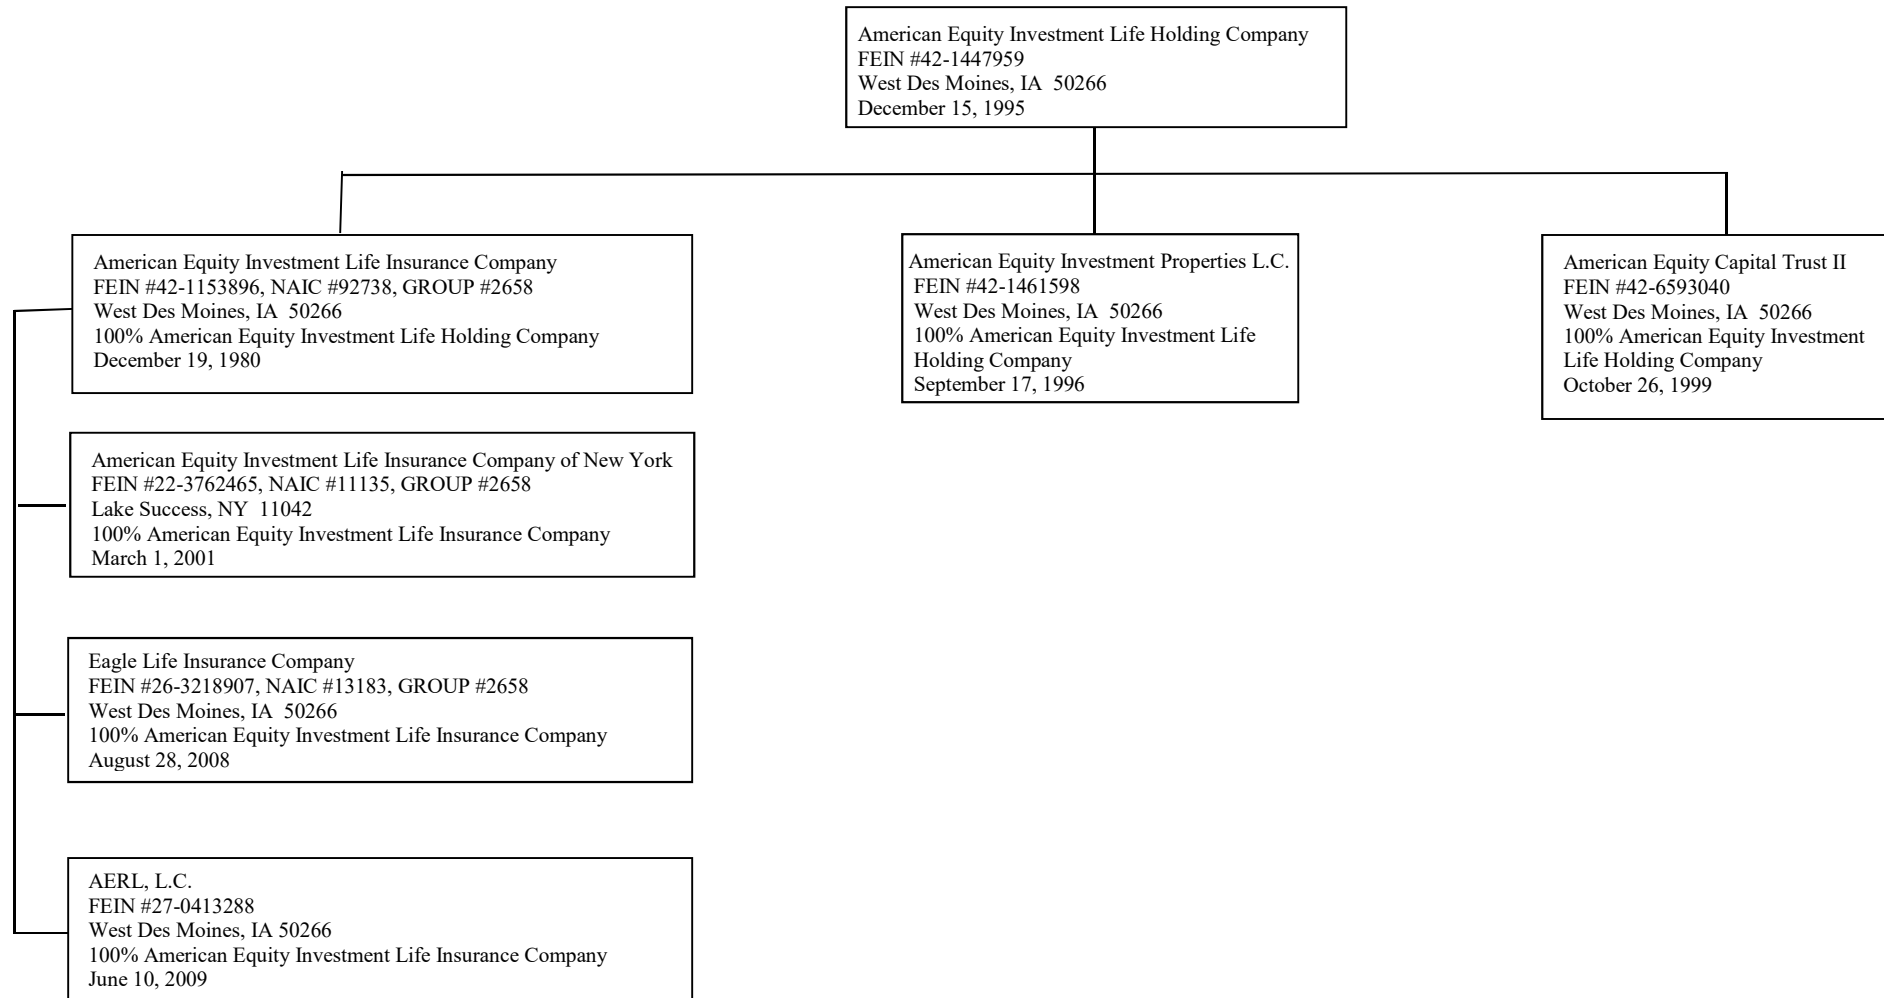 American Equity Investment Life Holding Company
FEIN #42-1447959
West Des Moines, IA  50266
December 15, 1995
American Equity Investment Life Insurance Company
FEIN #42-1153896, NAIC #92738, GROUP #2658
West Des Moines, IA  50266
100% American Equity Investment Life Holding Company
December 19, 1980
American Equity Investment Properties L.C.
FEIN #42-1461598
West Des Moines, IA  50266
100% American Equity Investment Life
Holding Company
September 17, 1996
American Equity Capital Trust II
FEIN #42-6593040
West Des Moines, IA  50266
100% American Equity Investment
Life Holding Company
October 26, 1999
American Equity Investment Life Insurance Company of New York
FEIN #22-3762465, NAIC #11135, GROUP #2658
Lake Success, NY  11042
100% American Equity Investment Life Insurance Company
March 1, 2001
Eagle Life Insurance Company
FEIN #26-3218907, NAIC #13183, GROUP #2658
West Des Moines, IA  50266
100% American Equity Investment Life Insurance Company
August 28, 2008
AERL, L.C.
FEIN #27-0413288
West Des Moines, IA 50266
100% American Equity Investment Life Insurance Company
June 10, 2009